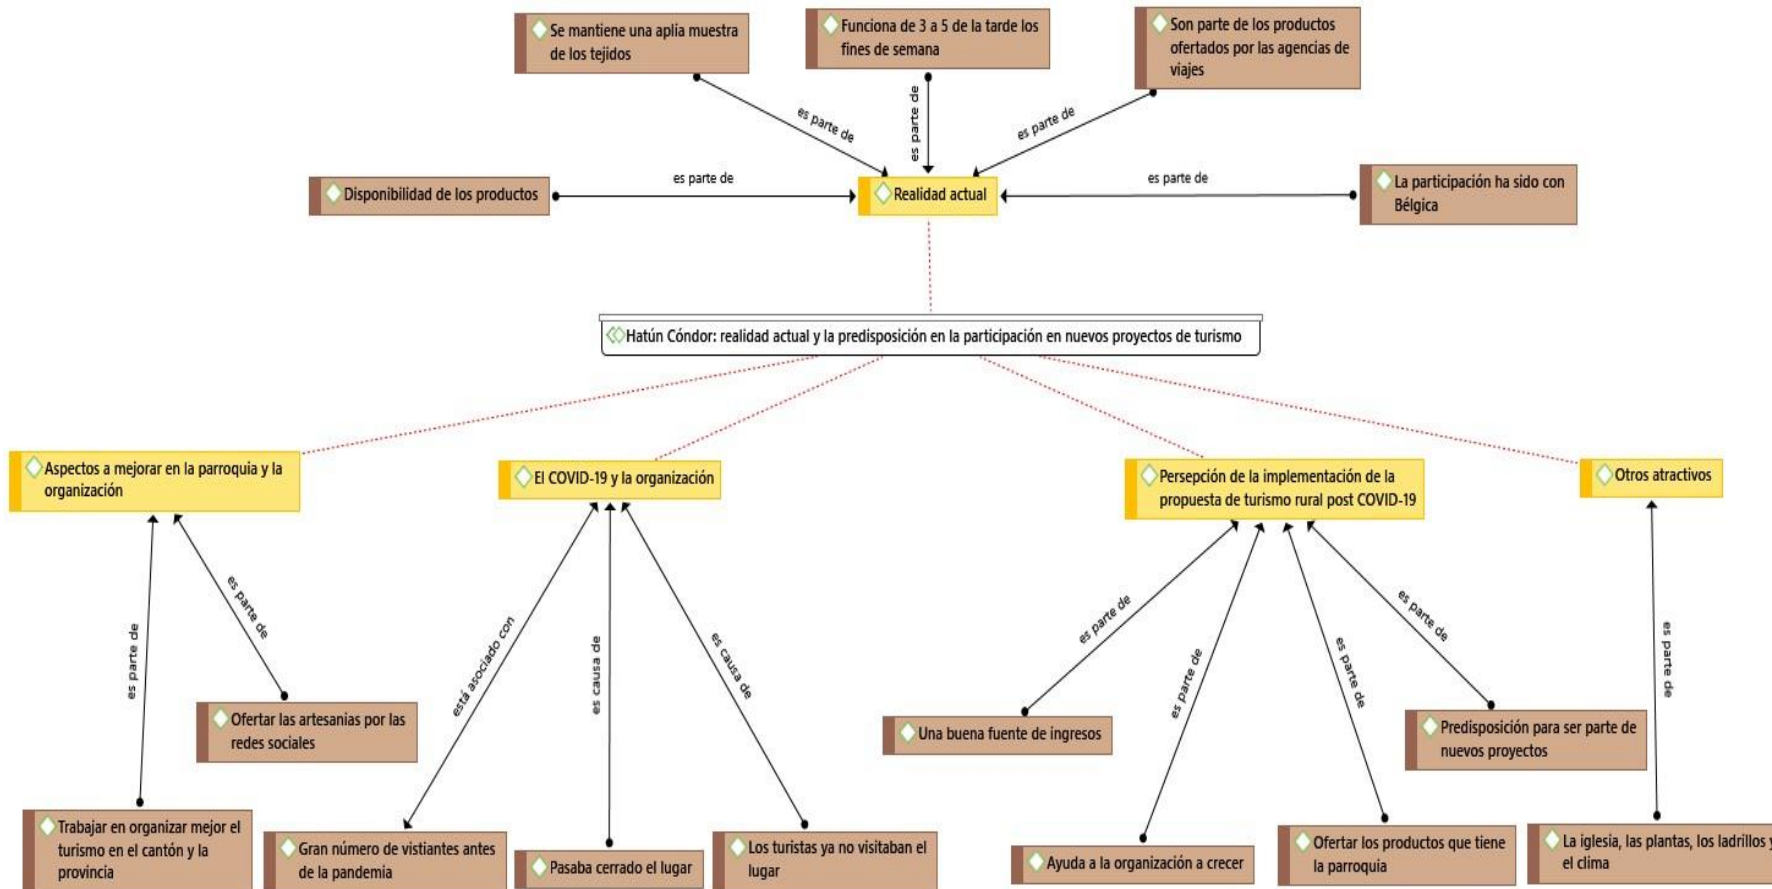 Se mantiene una aplia muestra
de los tejidos
Funciona de 3 a 5 de la tarde los
fines de semana
Son parte de los productos
ofertados por las agencias de
viajes
es parte de
es parte de
es parte de
Disponibilidad de los productos
es parte de
Realidad actual
es parte de
La participación ha sido con
Bélgica
Hatún Cóndor: realidad actual y la predisposición en la participación en nuevos proyectos de turismo
Aspectos a mejorar en la parroquia y la
organización
El COVID-19 y la organización
Persepción de la implementación de la
propuesta de turismo rural post COVID-19
Otros atractivos
es parte de
es parte de
está asociado con
es causa de
es causa de
es parte de
es parte de
es parte de
es parte de
es parte de
Ofertar las artesanias por las
redes sociales
Una buena fuente de ingresos
Predisposición para ser parte de
nuevos proyectos
Trabajar en organizar mejor el
turismo en el cantón y la
provincia
Gran número de vistiantes antes
de la pandemia
Pasaba cerrado el lugar
Los turistas ya no visitaban el
lugar
Ayuda a la organización a crecer
Ofertar los productos que tiene
la parroquia
La iglesia, las plantas, los ladrillos y
el clima